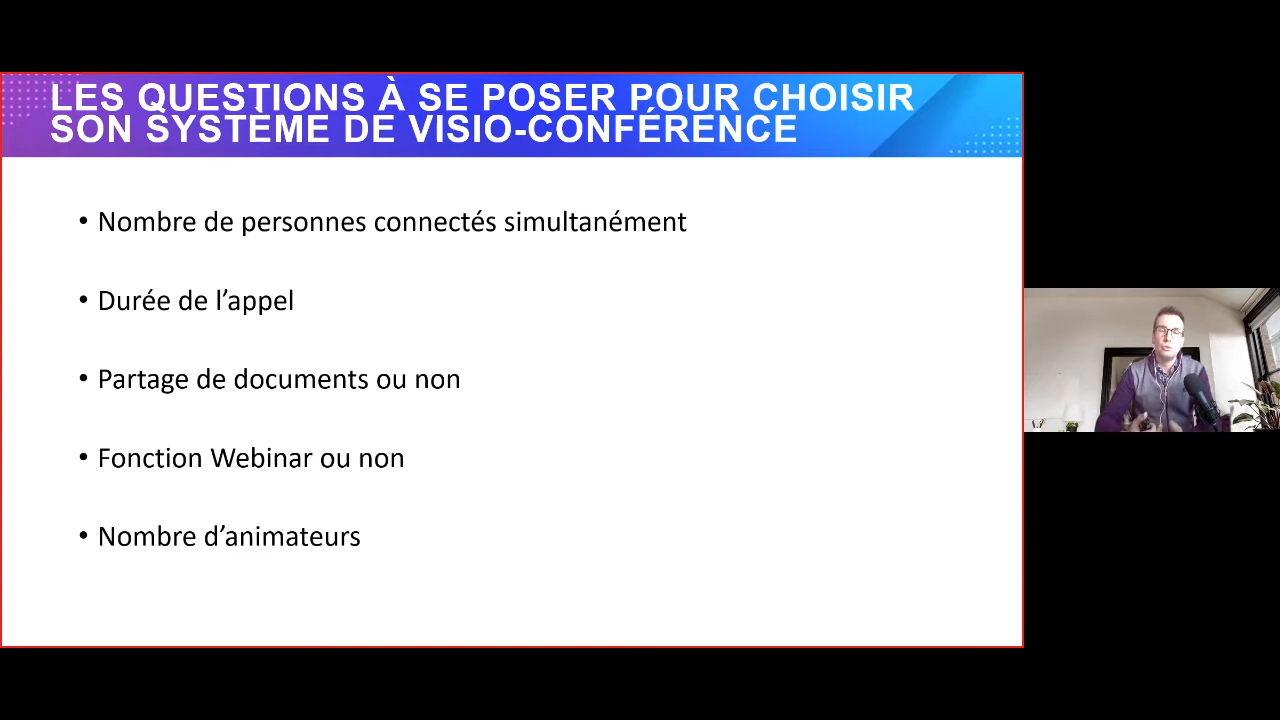 LES QUESTIONS À SE POSER POUR CHOISIR
SON SYSTÈME DE VISIO-CONFÉRENCE
• Nombre de personnes connectés simultanément
• Durée de l’appel
• Partage de documents ou non
• Fonction Webinar ou non
• Nombre d’animateurs